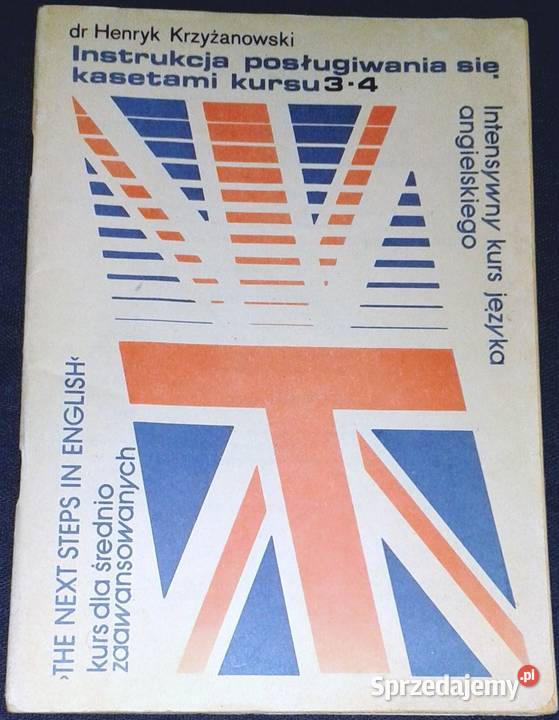 dr Henryk Krzyżanowski
Instrukcja posługiwania się
kasetami kursu 3·4
Intensywny kurs języka
angielskiego
›THE NEXT STEPS IN ENGLISH‹
kurs dla średnio
zaawansowanych
Sprzedajemy.pl